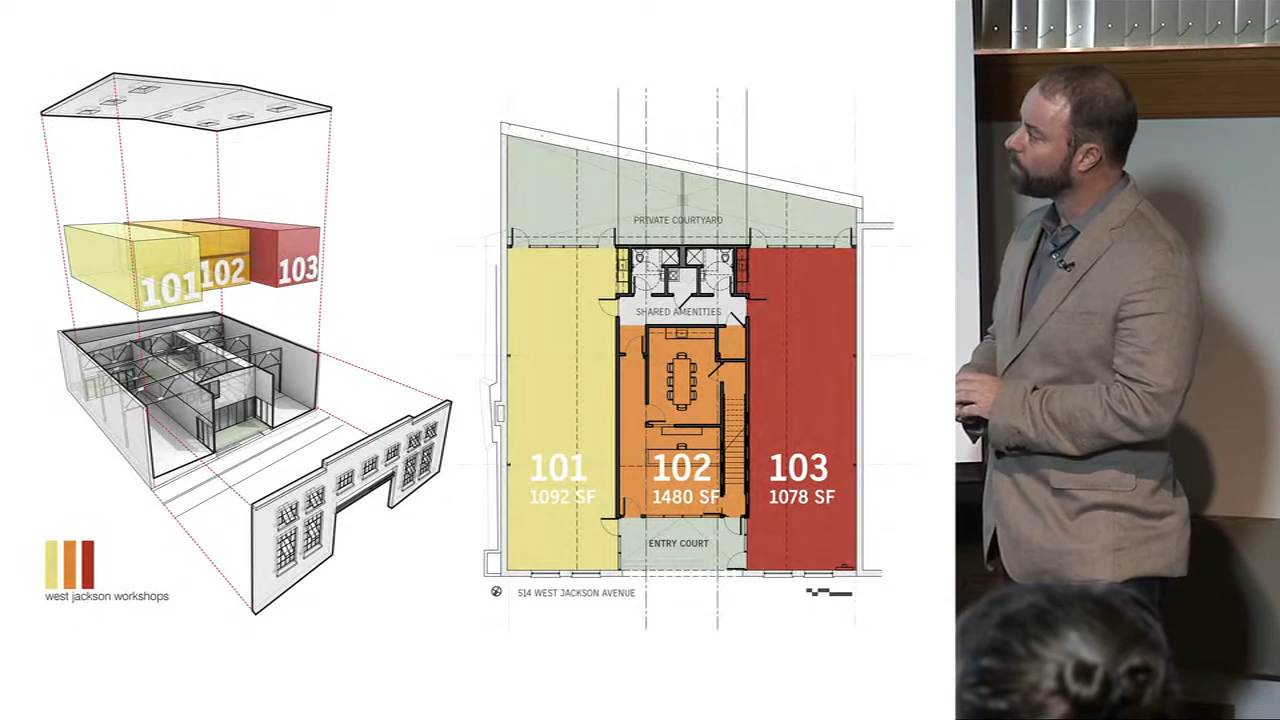 101
102
103
west jackson workshops
PRIVATE COURTYARD
SHARED AMENITIES
101
1092 SF
102
1480 SF
103
1078 SF
ENTRY COURT
514 WEST JACKSON AVENUE